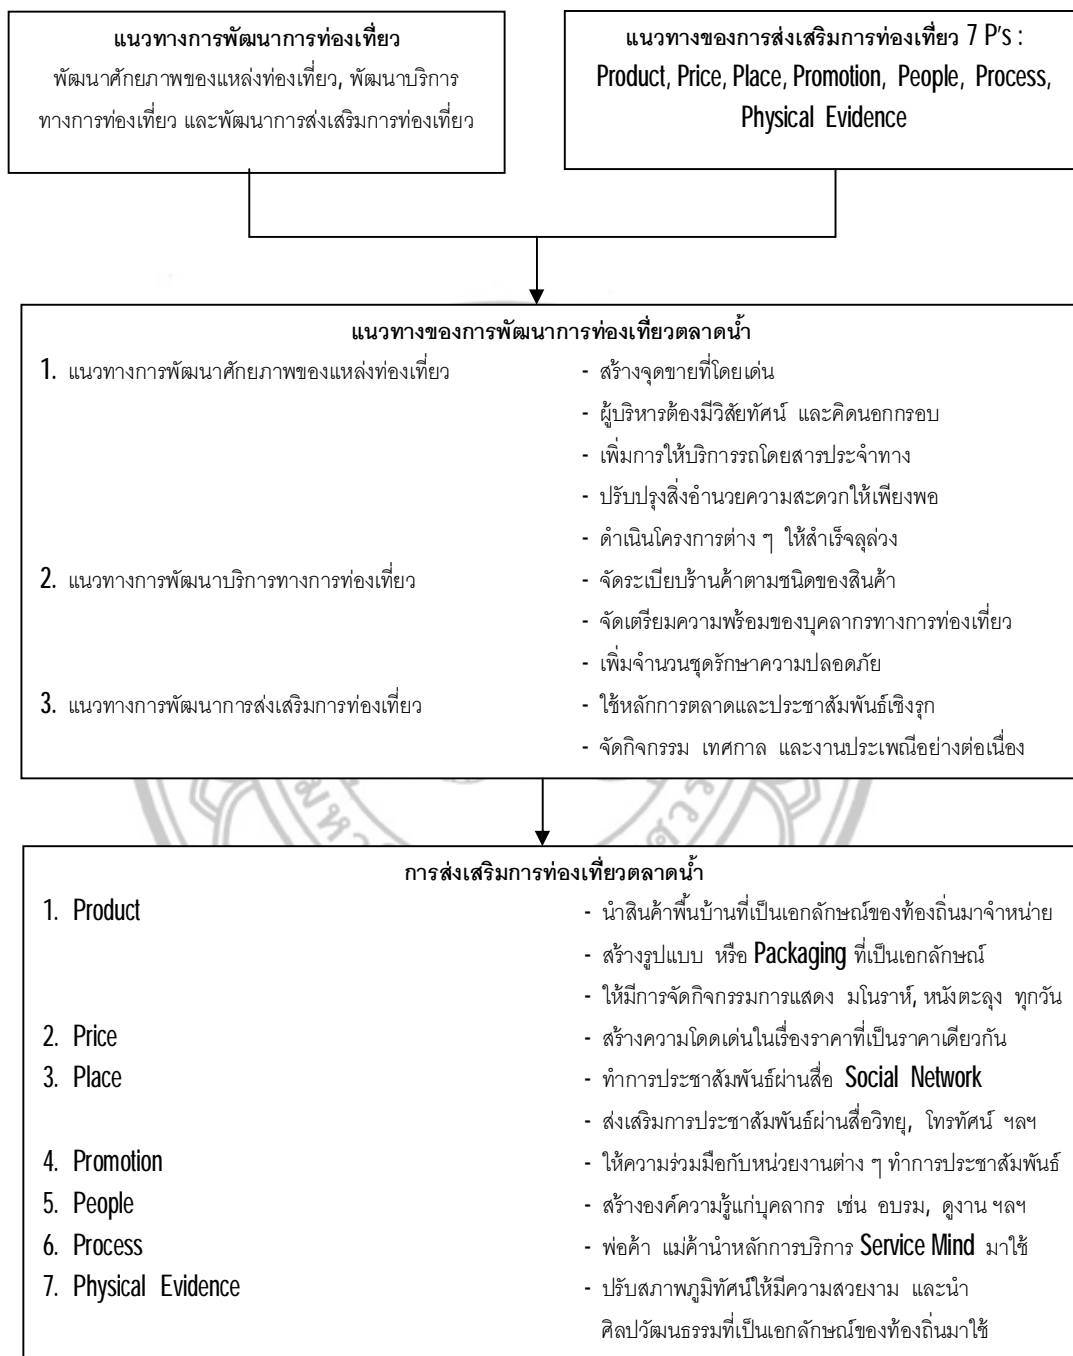 แนวทางการพัฒนาการท่องเที่ยว
พัฒนาศักยภาพของแหล่งท่องเที่ยว, พัฒนาบริการ
ทางการท่องเที่ยว และพัฒนาการส่งเสริมการท่องเที่ยว
แนวทางของการส่งเสริมการท่องเที่ยว 7 P's :
Product, Price, Place, Promotion, People, Process,
Physical Evidence
แนวทางของการพัฒนาการท่องเที่ยวตลาดน้ำ
1. แนวทางการพัฒนาศักยภาพของแหล่งท่องเที่ยว - สร้างจุดขายที่โดยเด่น
- ผู้บริหารต้องมีวิสัยทัศน์ และคิดนอกกรอบ
- เพิ่มการให้บริการรถโดยสารประจำทาง
- ปรับปรุงสิ่งอำนวยความสะดวกให้เพียงพอ
- ดำเนินโครงการต่าง ๆ ให้สำเร็จลุล่วง
2. แนวทางการพัฒนาบริการทางการท่องเที่ยว - จัดระเบียบร้านค้าตามชนิดของสินค้า
- จัดเตรียมความพร้อมของบุคลากรทางการท่องเที่ยว
- เพิ่มจำนวนชุดรักษาความปลอดภัย
3. แนวทางการพัฒนาการส่งเสริมการท่องเที่ยว - ใช้หลักการตลาดและประชาสัมพันธ์เชิงรุก
- จัดกิจกรรม เทศกาล และงานประเพณีอย่างต่อเนื่อง
การส่งเสริมการท่องเที่ยวตลาดน้ำ
1. Product - นำสินค้าพื้นบ้านที่เป็นเอกลักษณ์ของท้องถิ่นมาจำหน่าย
- สร้างรูปแบบ หรือ Packaging ที่เป็นเอกลักษณ์
- ให้มีการจัดกิจกรรมการแสดง มโนราห์, หนังตะลุง ทุกวัน
2. Price - สร้างความโดดเด่นในเรื่องราคาที่เป็นราคาเดียวกัน
3. Place - ทำการประชาสัมพันธ์ผ่านสื่อ Social Network
- ส่งเสริมการประชาสัมพันธ์ผ่านสื่อวิทยุ, โทรทัศน์ ฯลฯ
4. Promotion - ให้ความร่วมมือกับหน่วยงานต่าง ๆ ทำการประชาสัมพันธ์
5. People - สร้างองค์ความรู้แก่บุคลากร เช่น อบรม, ดูงาน ฯลฯ
6. Process - พ่อค้า แม่ค้านำหลักการบริการ Service Mind มาใช้
7. Physical Evidence - ปรับสภาพภูมิทัศน์ให้มีความสวยงาม และนำ
ศิลปวัฒนธรรมที่เป็นเอกลักษณ์ของท้องถิ่นมาใช้